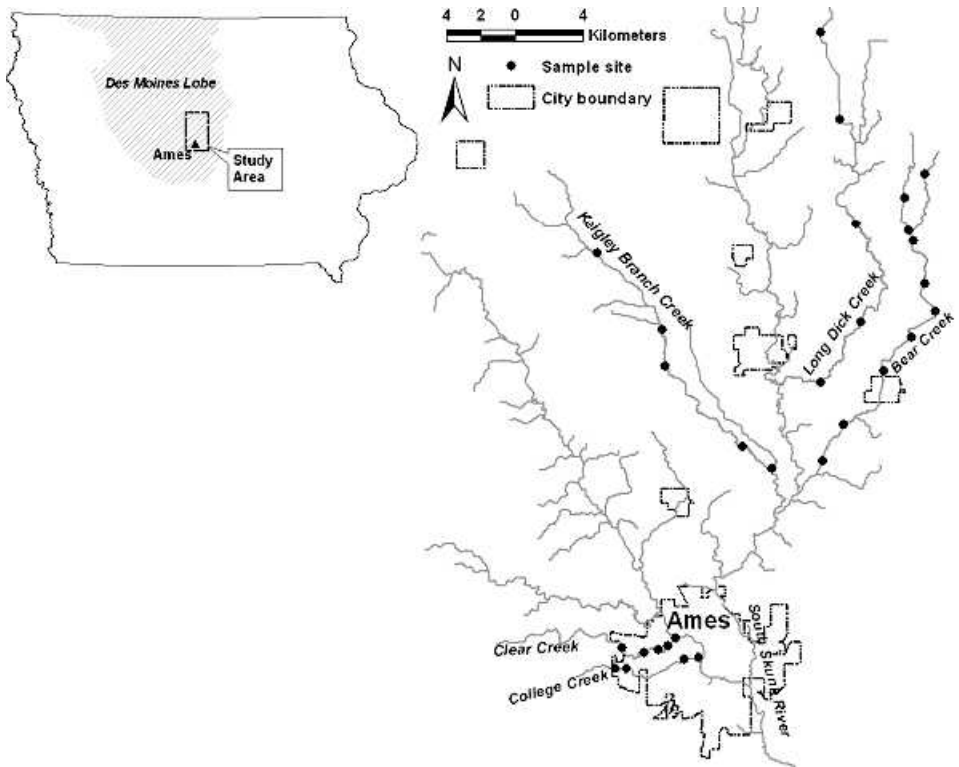 4 2 0 4
Kilometers
N
Sample site
City boundary
Des Moines Lobe
Ames
Study
Area
Kaigley Branch Creek
Long Dick Creek
Bear Creek
Ames
South Skunk River
Clear Creek
College Creek